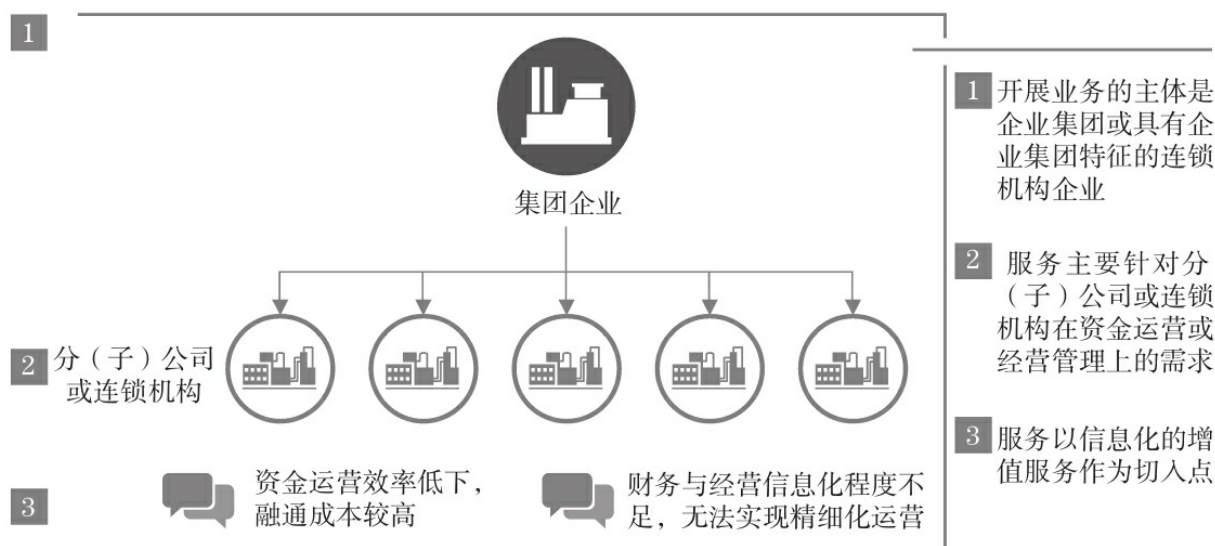 1
集团企业
2
分（子）公司
或连锁机构
3
资金运营效率低下，
融通成本较高
财务与经营信息化程度不
足，无法实现精细化运营
1 开展业务的主体是
企业集团或具有企
业集团特征的连锁
机构企业
2 服务主要针对分
（子）公司或连锁
机构在资金运营或
经营管理上的需求
3 服务以信息化的增
值服务作为切入点